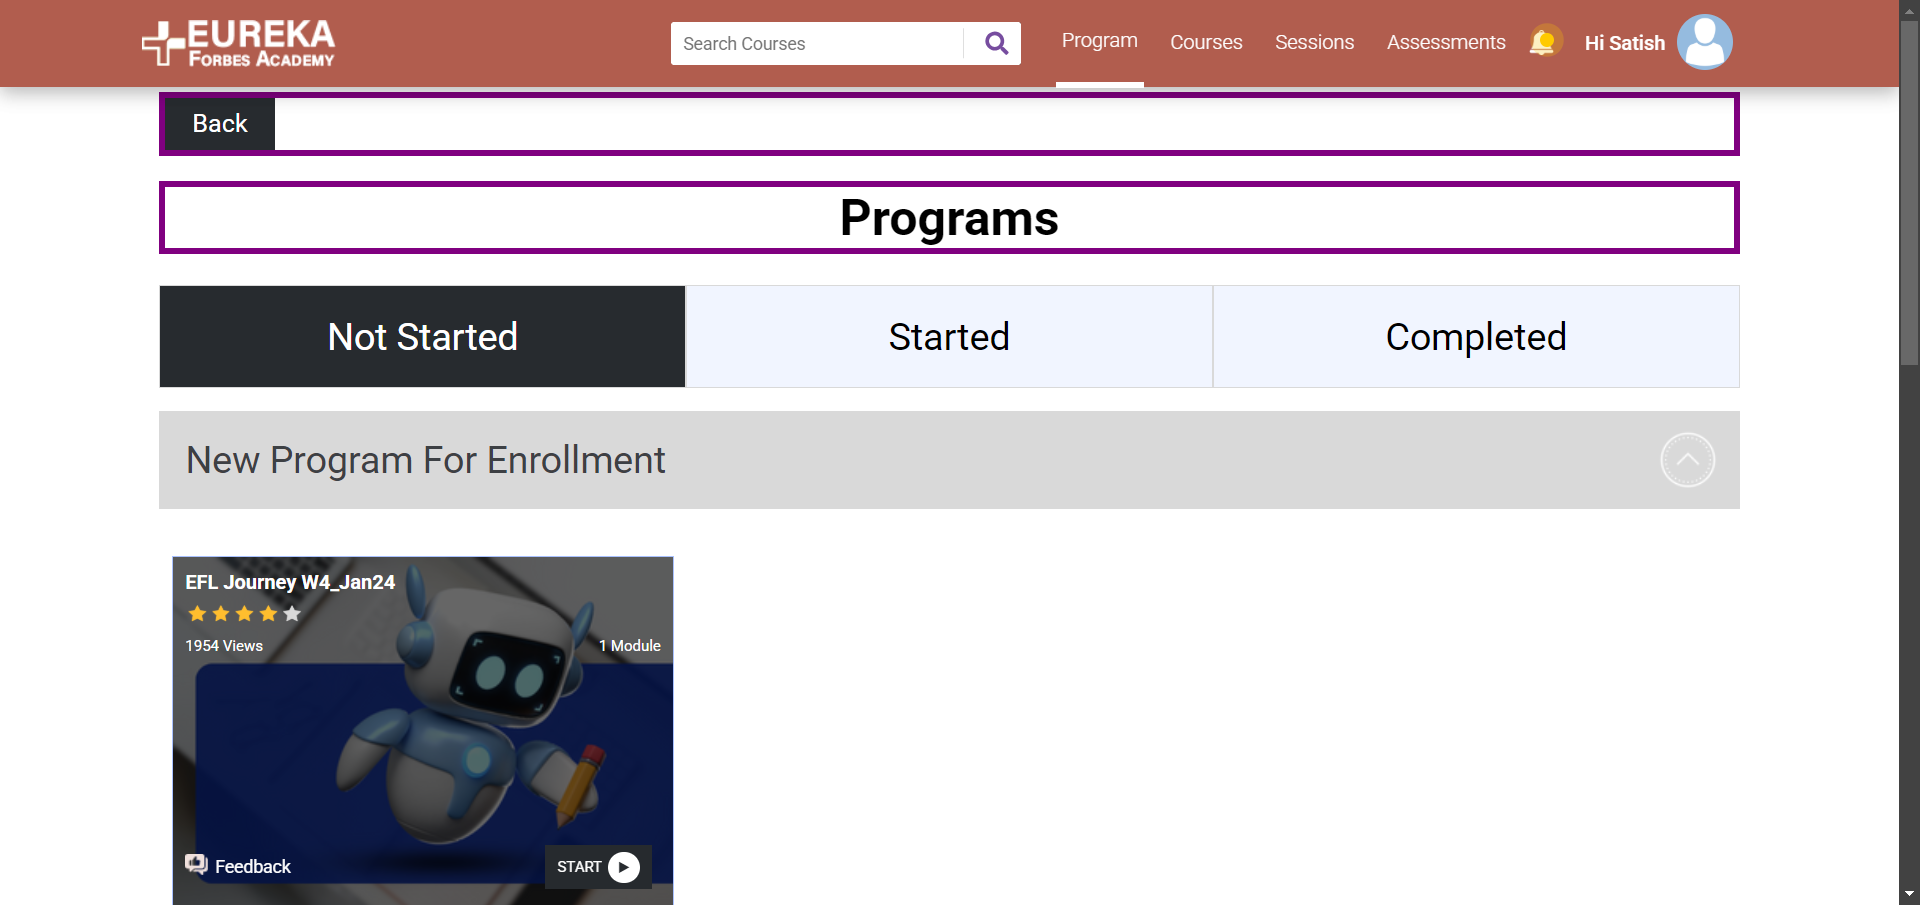 EUREKA
FORBES ACADEMY
Search Courses
Program
Courses
Sessions
Assessments
Hi Satish
Back
Programs
Not Started
Started
Completed
New Program For Enrollment
EFL Journey W4_Jan24
1954 Views
1 Module
Feedback
START